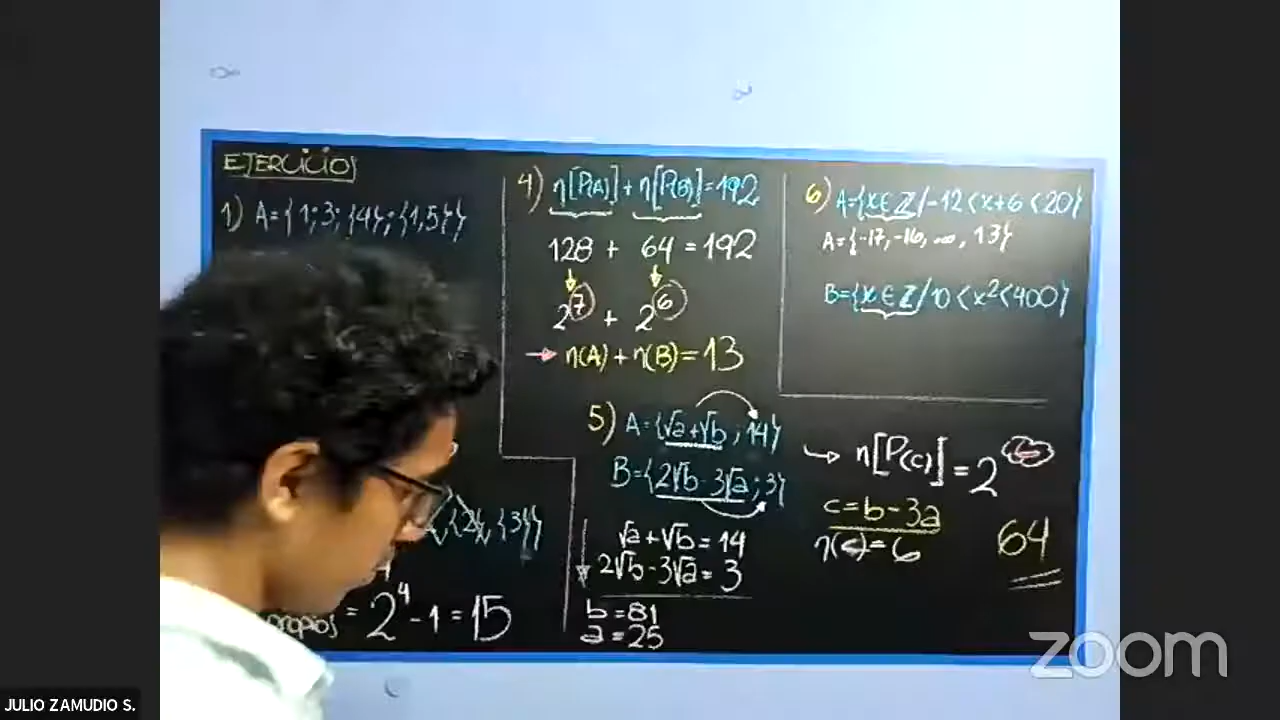 EJERCICIOS
1) A={1;3;{4};{1,5}}
{2},{3}}
propios = 2⁴-1=15
4) η[P(A)]+η[P(B)]=192
128 + 64 = 192
2⁷ + 2⁶
→ η(A)+η(B)=13
5) A={√a+√b;14}
B={2√b-3√a;3}
√a+√b=14
2√b-3√a=3
b=81
a=25
6) A={x∈ℤ/-12<x+6<20}
A={-17,-16,...,13}
B={x∈ℤ/10<x²<400}
η[P(C)]=2
C=b-3a
η(C)=6
64
zoom
JULIO ZAMUDIO S.